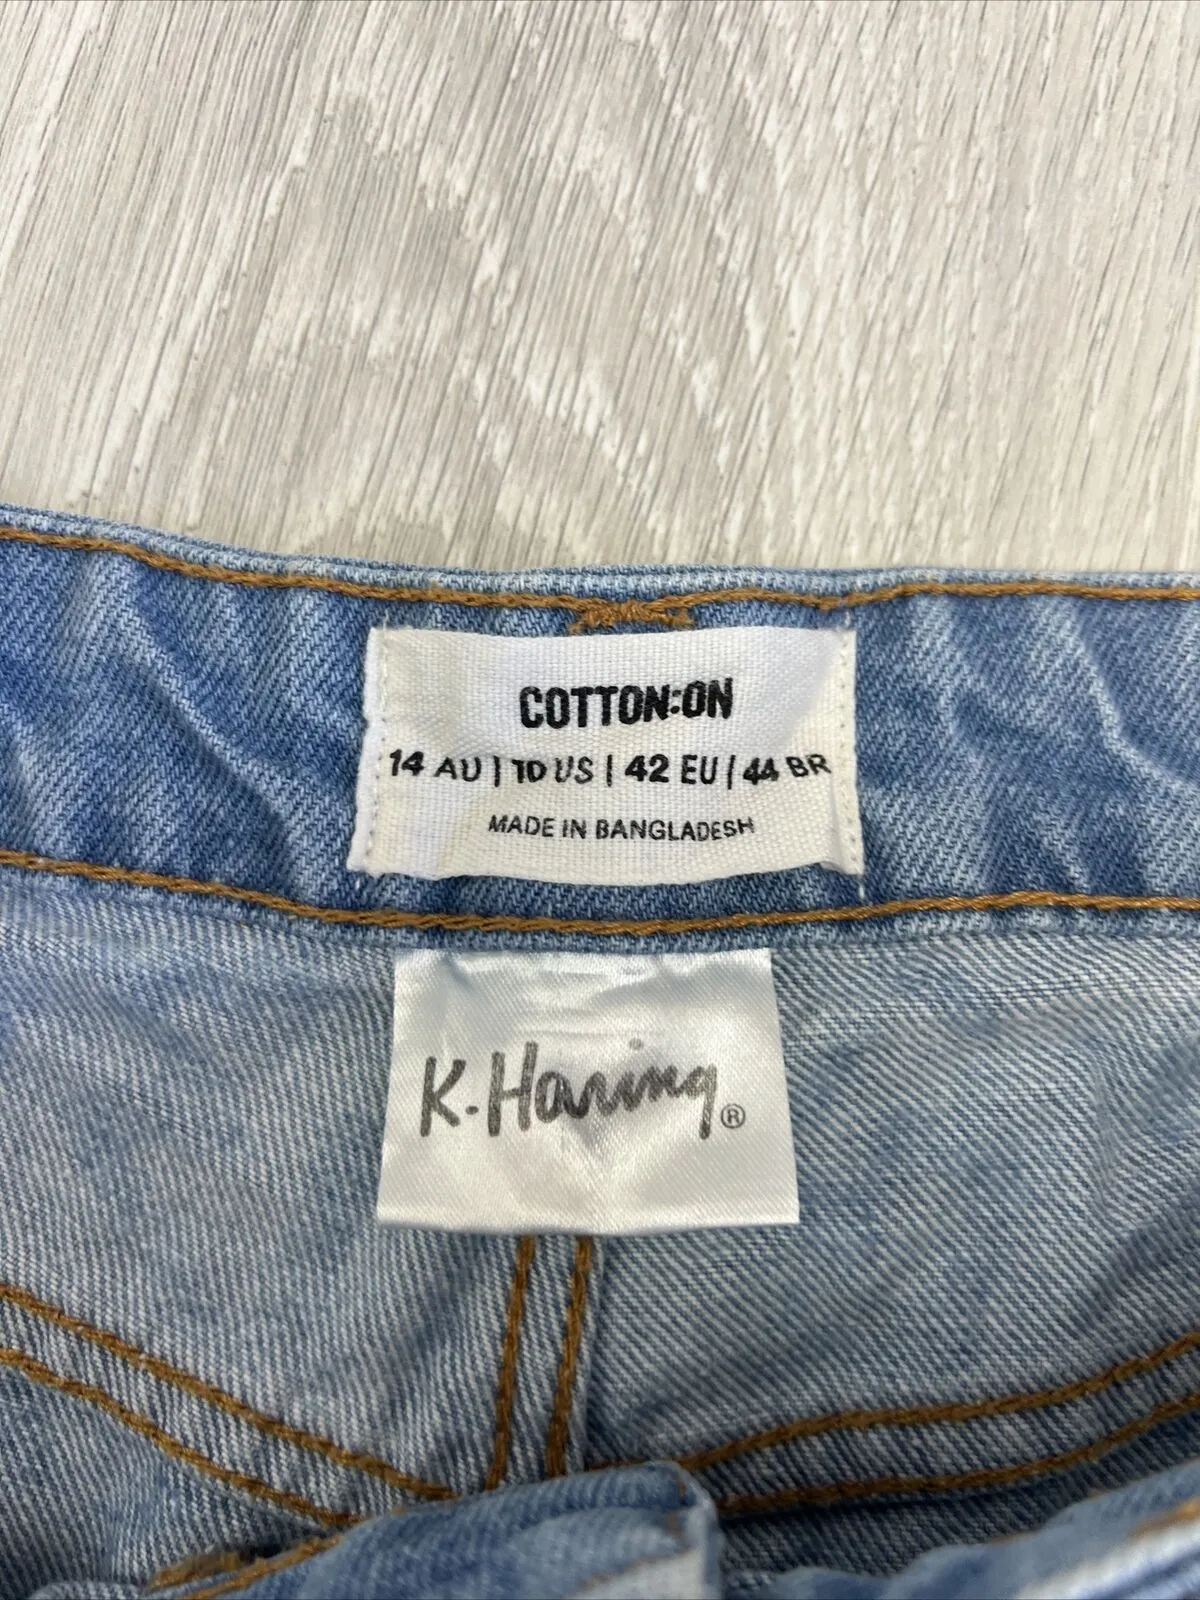 COTTON:ON
14 AU | 10 US | 42 EU | 44 BR
MADE IN BANGLADESH
K. Haring ®